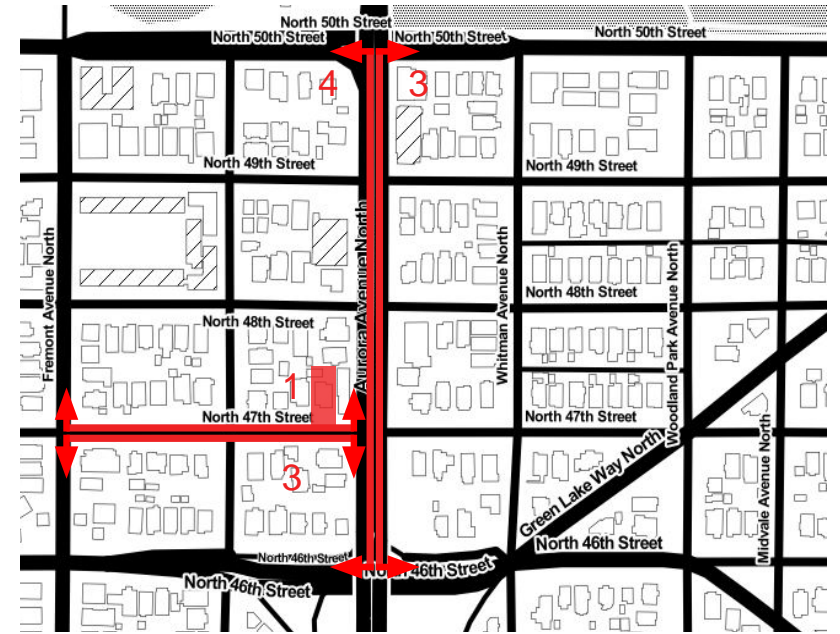 North 50th Street
North 50th Street
North 50th Street
North 50th Street
4
3
North 49th Street
North 49th Street
Fremont Avenue North
Aurora Avenue North
Whitman Avenue North
Woodland Park Avenue North
North 48th Street
North 48th Street
1
North 47th Street
North 47th Street
3
Green Lake Way North
Midvale Avenue North
North 46th Street
North 46th Street
North 46th Street
North 46th Street